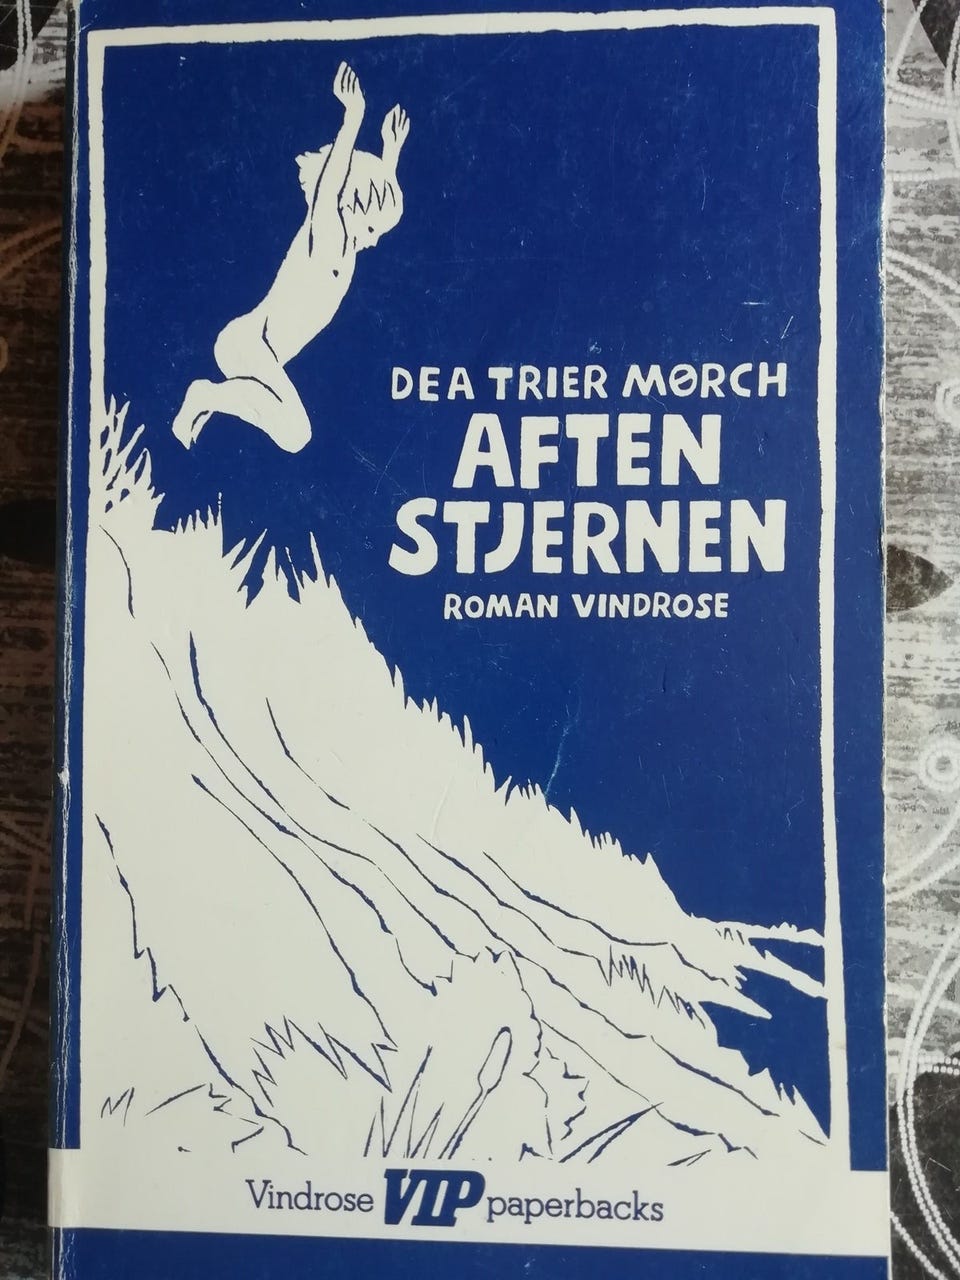 DEA TRIER MØRCH
AFTEN
STJERNEN
ROMAN VINDROSE
Vindrose VIP paperbacks